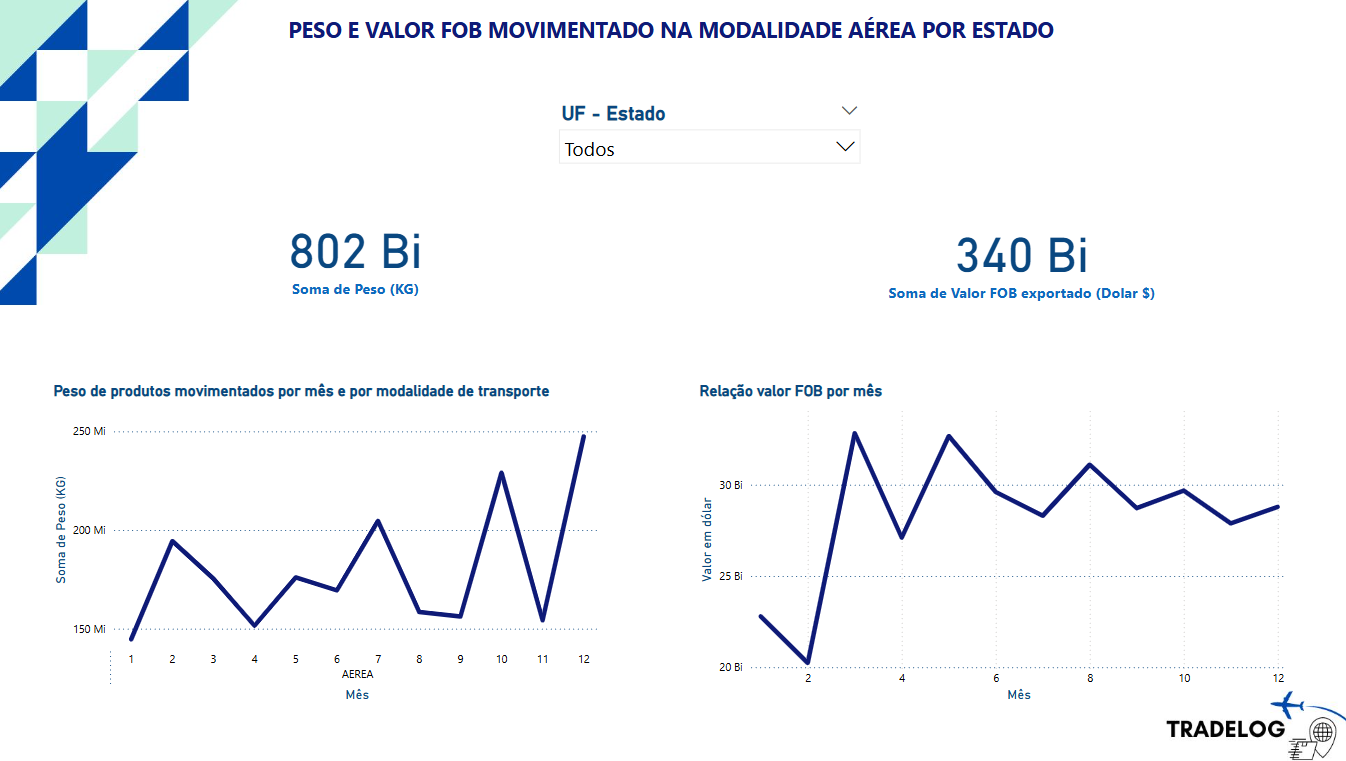 PESO E VALOR FOB MOVIMENTADO NA MODALIDADE AÉREA POR ESTADO
UF - Estado
Todos
802 Bi
Soma de Peso (KG)
340 Bi
Soma de Valor FOB exportado (Dolar $)
Peso de produtos movimentados por mês e por modalidade de transporte
250 Mi
200 Mi
150 Mi
Soma de Peso (KG)
1 2 3 4 5 6 7 8 9 10 11 12
AEREA
Mês
Relação valor FOB por mês
30 Bi
25 Bi
20 Bi
Valor em dólar
2 4 6 8 10 12
Mês
TRADELOG